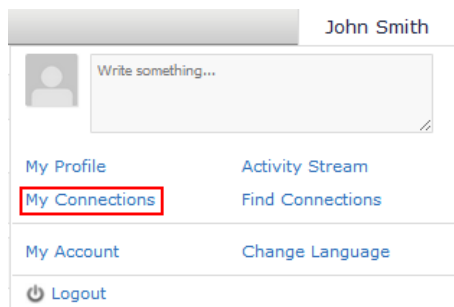 John Smith
Write something...
My Profile Activity Stream
My Connections Find Connections
My Account Change Language
Logout